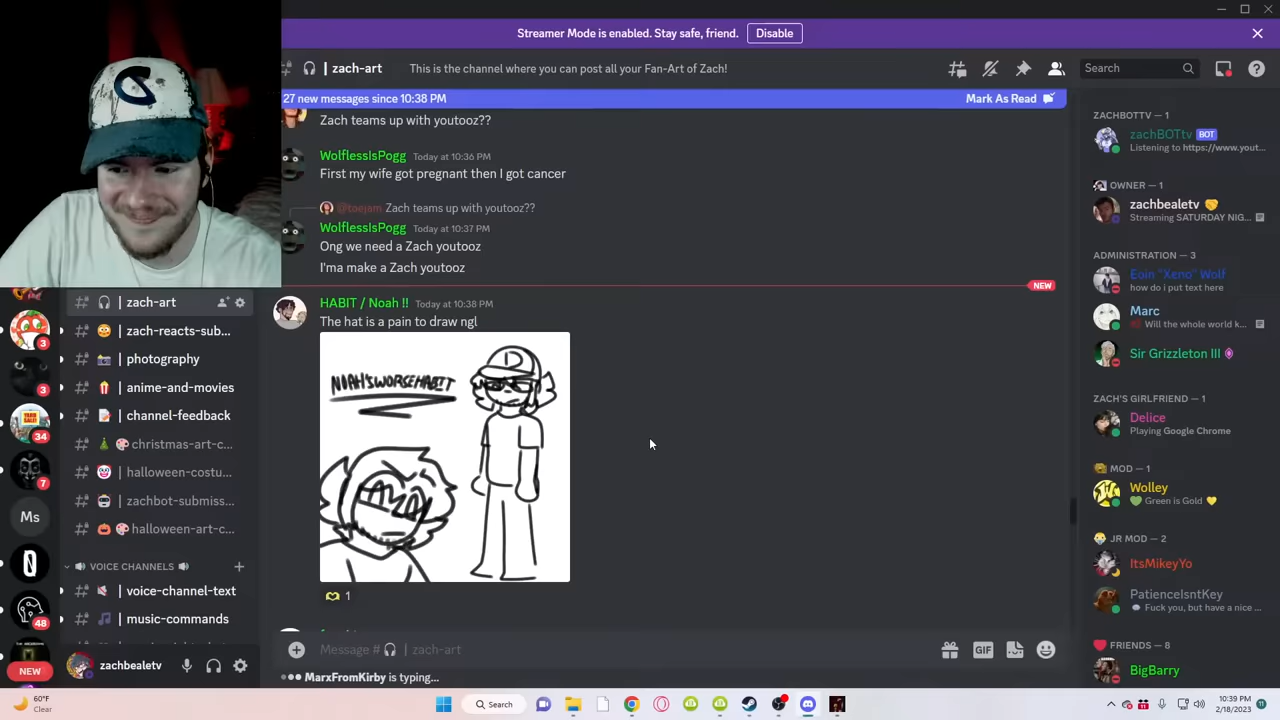 Streamer Mode is enabled. Stay safe, friend.
Disable
zach-art
This is the channel where you can post all your Fan-Art of Zach!
Search
27 new messages since 10:38 PM
Mark As Read
Zach teams up with youtooz??
WolflessIsPogg Today at 10:36 PM
First my wife got pregnant then I got cancer
@toejam Zach teams up with youtooz??
WolflessIsPogg Today at 10:37 PM
Ong we need a Zach youtooz
I'ma make a Zach youtooz
NEW
HABIT / Noah !! Today at 10:38 PM
The hat is a pain to draw ngl
NOAH'SWORSEHABIT
1
Message # | zach-art
GIF
MarxFromKirby is typing...
| zach-art
| zach-reacts-sub...
| photography
| anime-and-movies
| channel-feedback
| christmas-art-c...
| halloween-costu...
| zachbot-submiss...
| halloween-art-c...
VOICE CHANNELS
| voice-channel-text
| music-commands
3
3
34
7
Ms
48
NEW
zachbealetv
ZACHBOTTV — 1
zachBOTtv BOT
Listening to https://www.yout...
OWNER — 1
zachbealetv
Streaming SATURDAY NIG...
ADMINISTRATION — 3
Eoin "Xeno" Wolf
how do i put text here
Marc
Will the whole world k...
Sir Grizzleton III
ZACH'S GIRLFRIEND — 1
Delice
Playing Google Chrome
MOD — 1
Wolley
Green is Gold
JR MOD — 2
ItsMikeyYo
PatienceIsntKey
Fuck you, but have a nice ...
FRIENDS — 8
BigBarry
60°F
Clear
Search
10:39 PM
2/18/2023